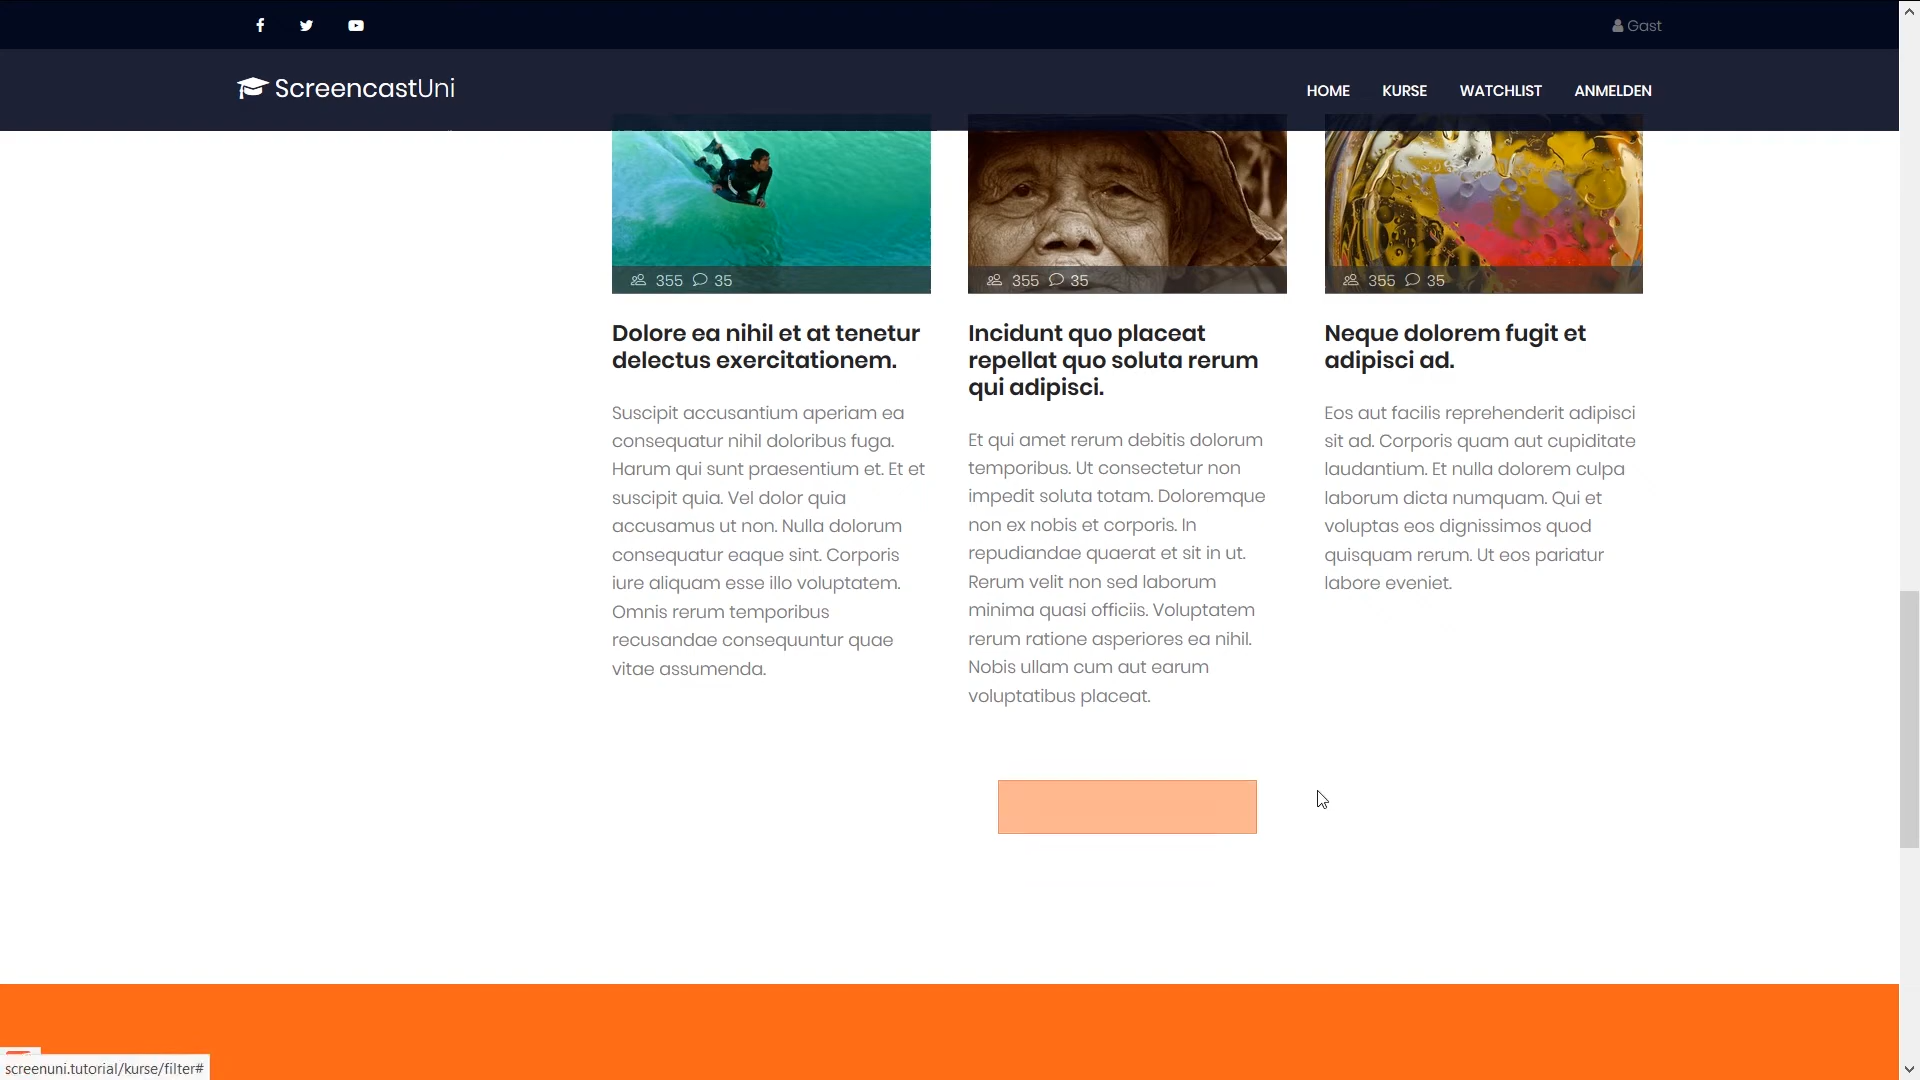 Gast
ScreencastUni
HOME KURSE WATCHLIST ANMELDEN
355 35
355 35
355 35
Dolore ea nihil et at tenetur
delectus exercitationem.
Suscipit accusantium aperiam ea
consequatur nihil doloribus fuga.
Harum qui sunt praesentium et. Et et
suscipit quia. Vel dolor quia
accusamus ut non. Nulla dolorum
consequatur eaque sint. Corporis
iure aliquam esse illo voluptatem.
Omnis rerum temporibus
recusandae consequuntur quae
vitae assumenda.
Incidunt quo placeat
repellat quo soluta rerum
qui adipisci.
Et qui amet rerum debitis dolorum
temporibus. Ut consectetur non
impedit soluta totam. Doloremque
non ex nobis et corporis. In
repudiandae quaerat et sit in ut.
Rerum velit non sed laborum
minima quasi officiis. Voluptatem
rerum ratione asperiores ea nihil.
Nobis ullam cum aut earum
voluptatibus placeat.
Neque dolorem fugit et
adipisci ad.
Eos aut facilis reprehenderit adipisci
sit ad. Corporis quam aut cupiditate
laudantium. Et nulla dolorem culpa
laborum dicta numquam. Qui et
voluptas eos dignissimos quod
quisquam rerum. Ut eos pariatur
labore eveniet.
screenuni.tutorial/kurse/filter#